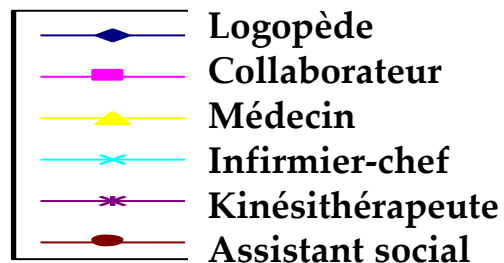 Logopède
Collaborateur
Médecin
Infirmier-chef
Kinésithérapeute
Assistant social